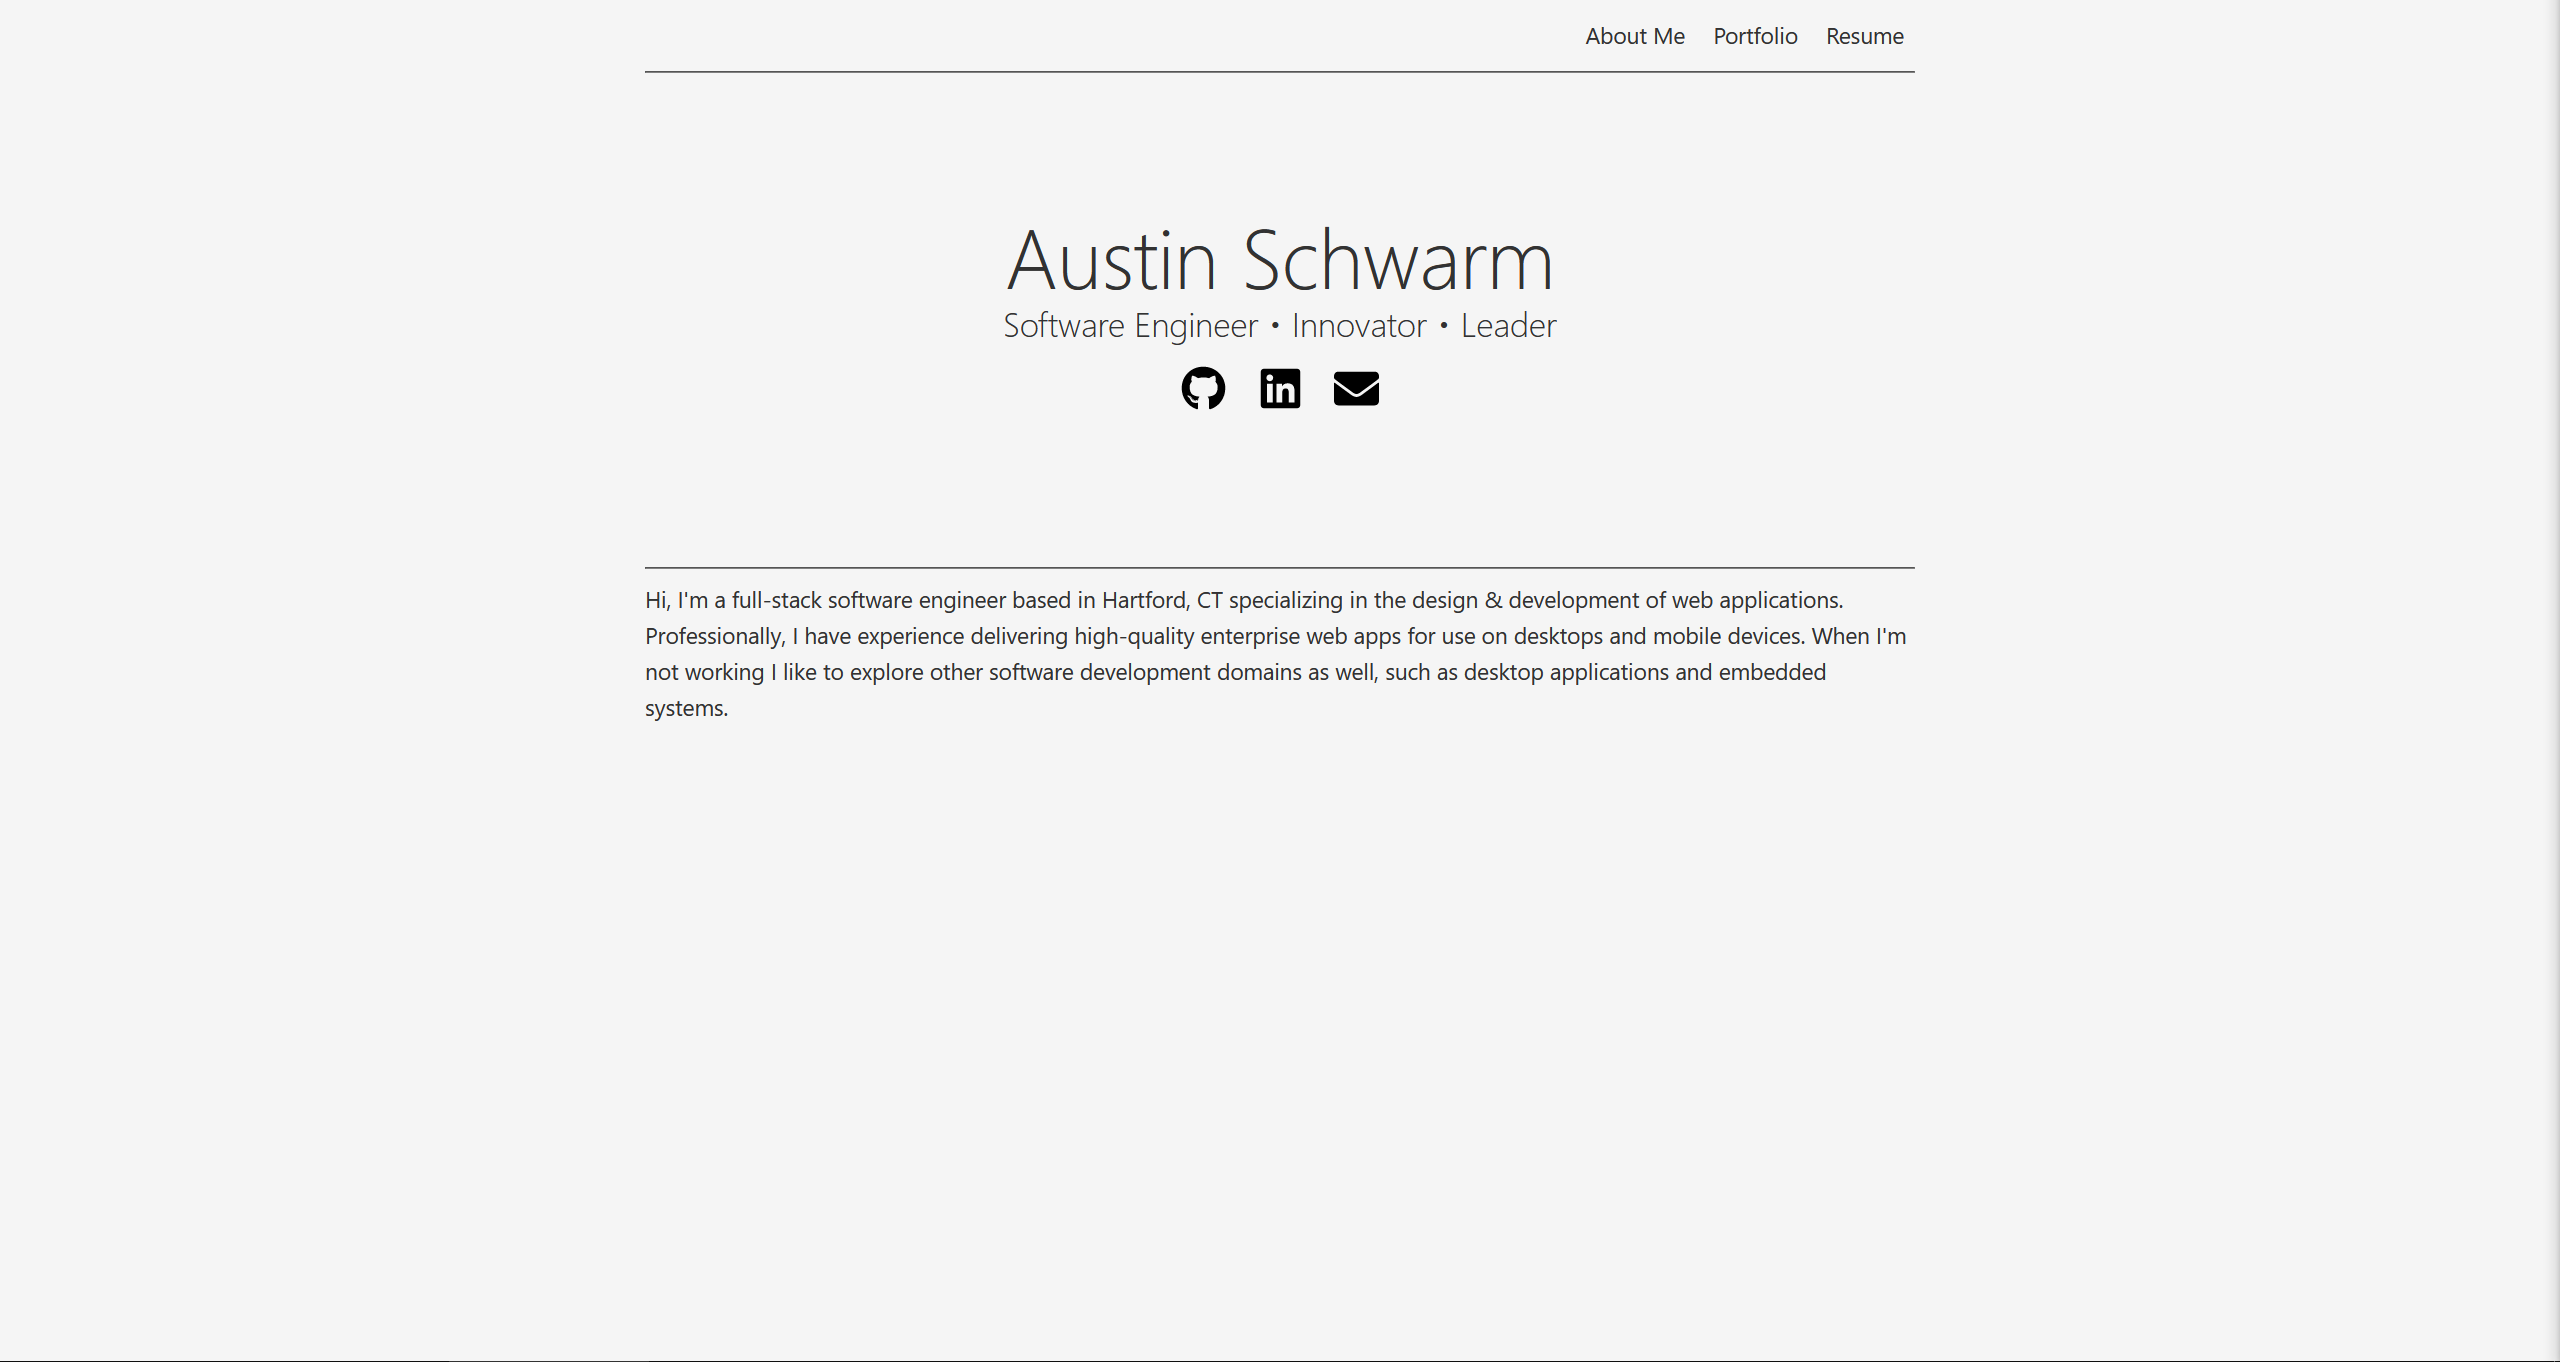 About Me Portfolio Resume
Austin Schwarm
Software Engineer • Innovator • Leader
Hi, I'm a full-stack software engineer based in Hartford, CT specializing in the design & development of web applications.
Professionally, I have experience delivering high-quality enterprise web apps for use on desktops and mobile devices. When I'm
not working I like to explore other software development domains as well, such as desktop applications and embedded
systems.